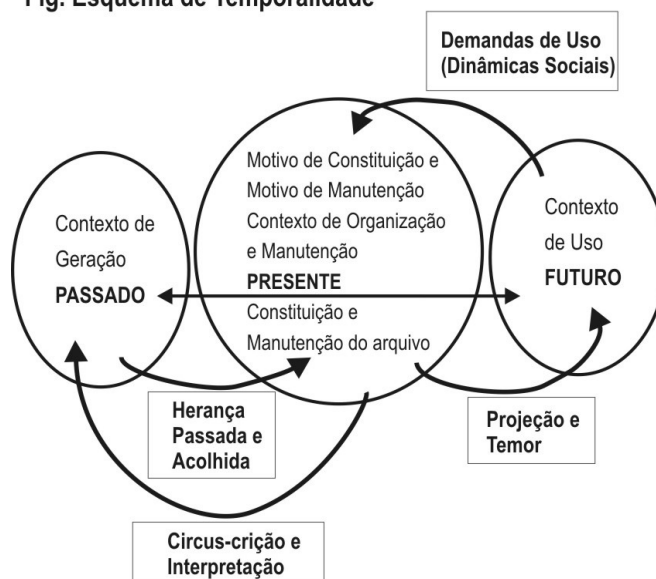 Fig. Esquema de Temporalidade
Demandas de Uso
(Dinâmicas Sociais)
Motivo de Constituição e
Motivo de Manutenção
Contexto de Organização
e Manutenção
PRESENTE
Constituição e
Manutenção do arquivo
Contexto de
Geração
PASSADO
Contexto
de Uso
FUTURO
Herança
Passada e
Acolhida
Projeção e
Temor
Circus-crição e
Interpretação